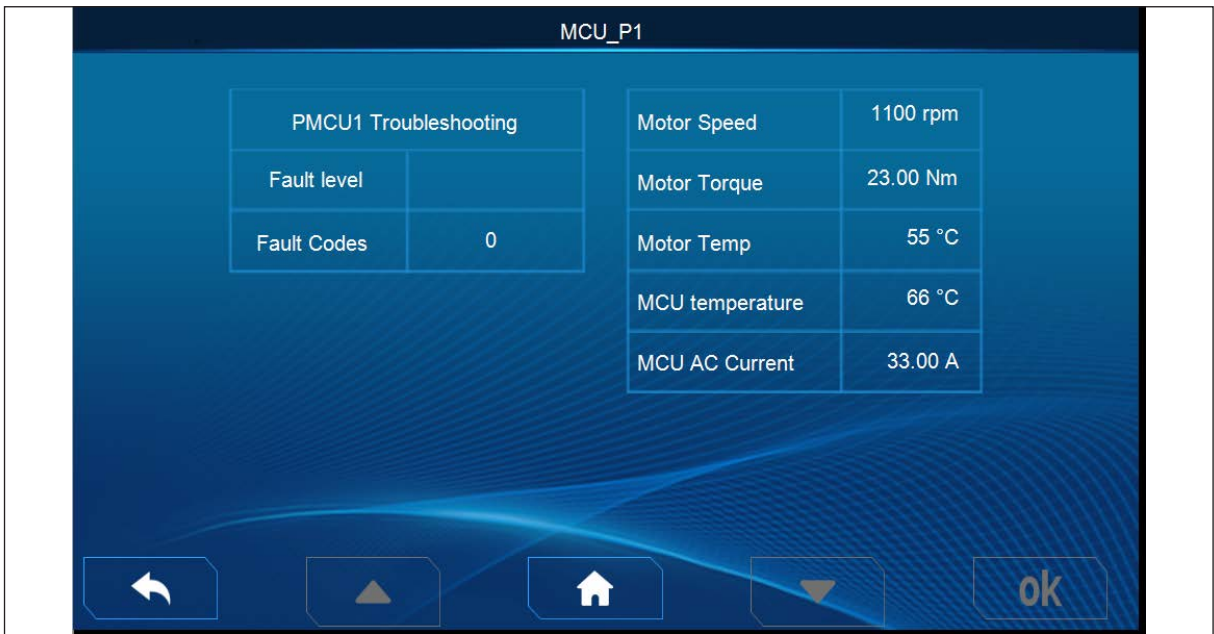 MCU_P1
PMCU1 Troubleshooting
Fault level
Fault Codes 0
Motor Speed 1100 rpm
Motor Torque 23.00 Nm
Motor Temp 55 °C
MCU temperature 66 °C
MCU AC Current 33.00 A
ok